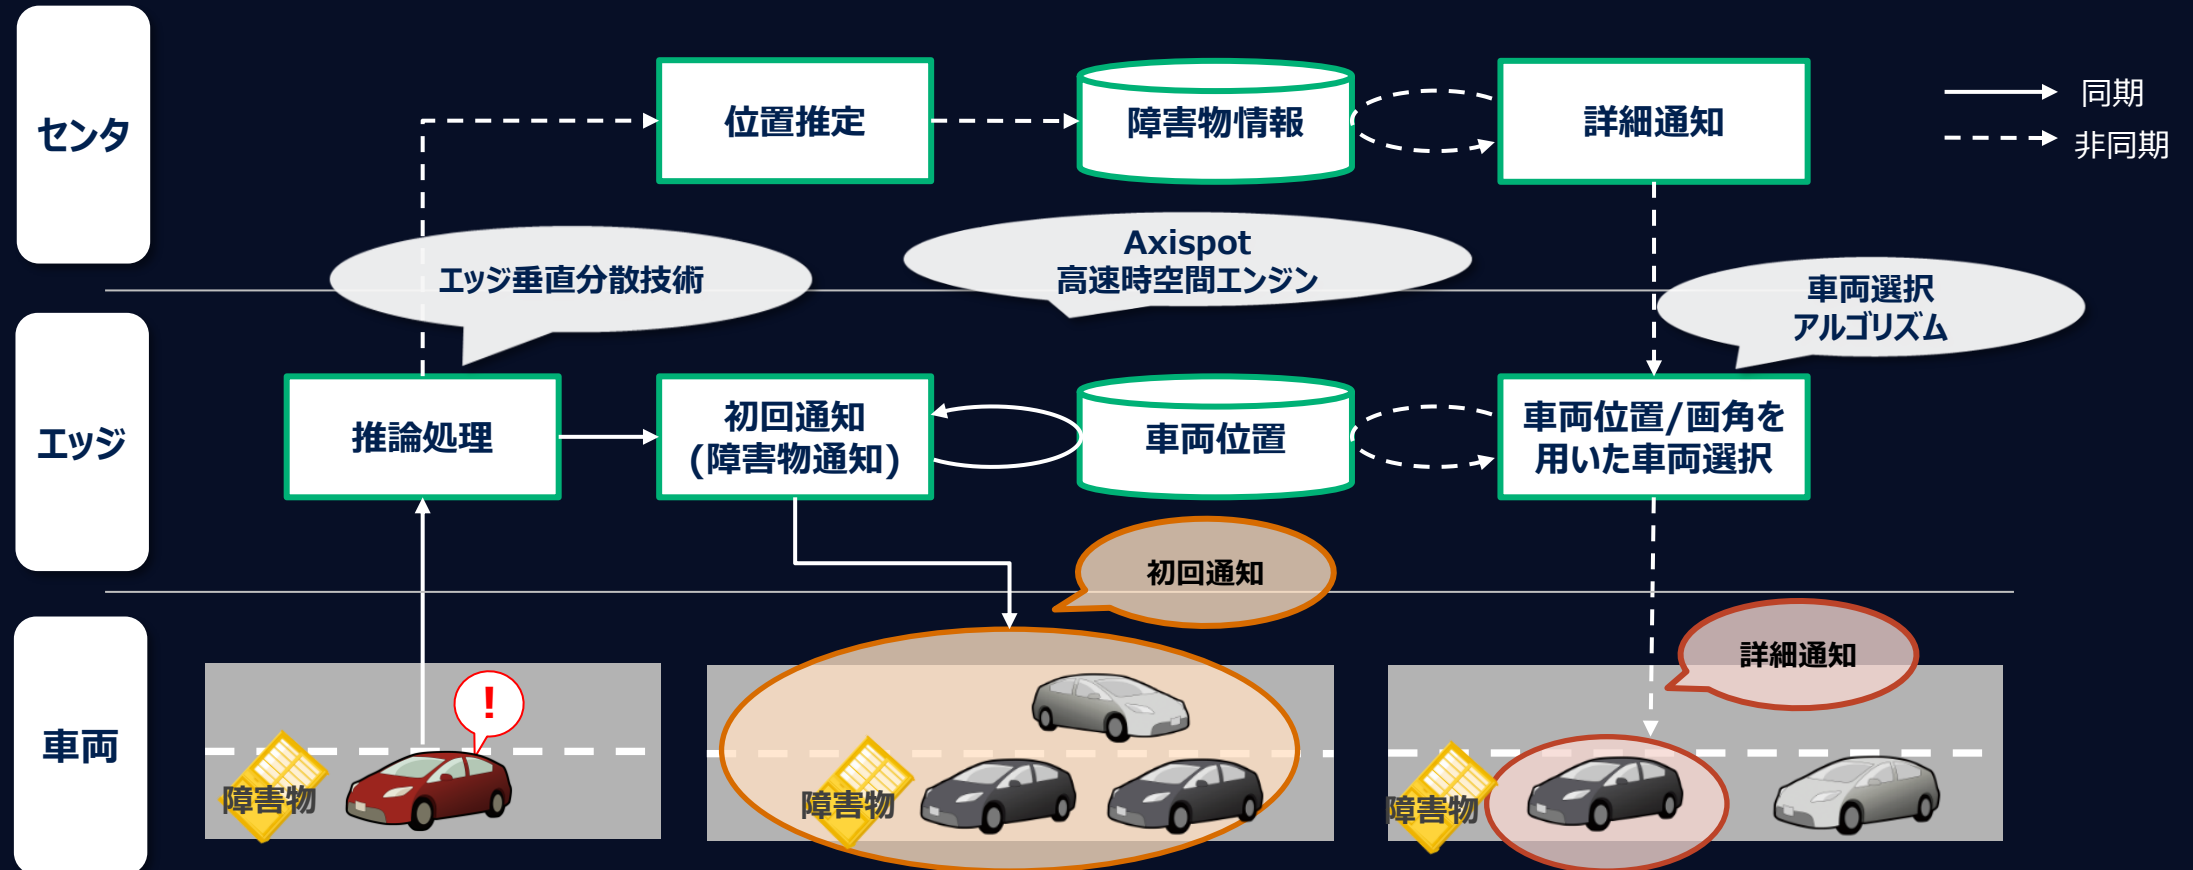 センタ
位置推定
障害物情報
詳細通知
同期
非同期
エッジ垂直分散技術
Axispot
高速時空間エンジン
車両選択
アルゴリズム
エッジ
推論処理
初回通知
(障害物通知)
車両位置
車両位置/画角を
用いた車両選択
初回通知
詳細通知
車両
!
障害物
障害物
障害物